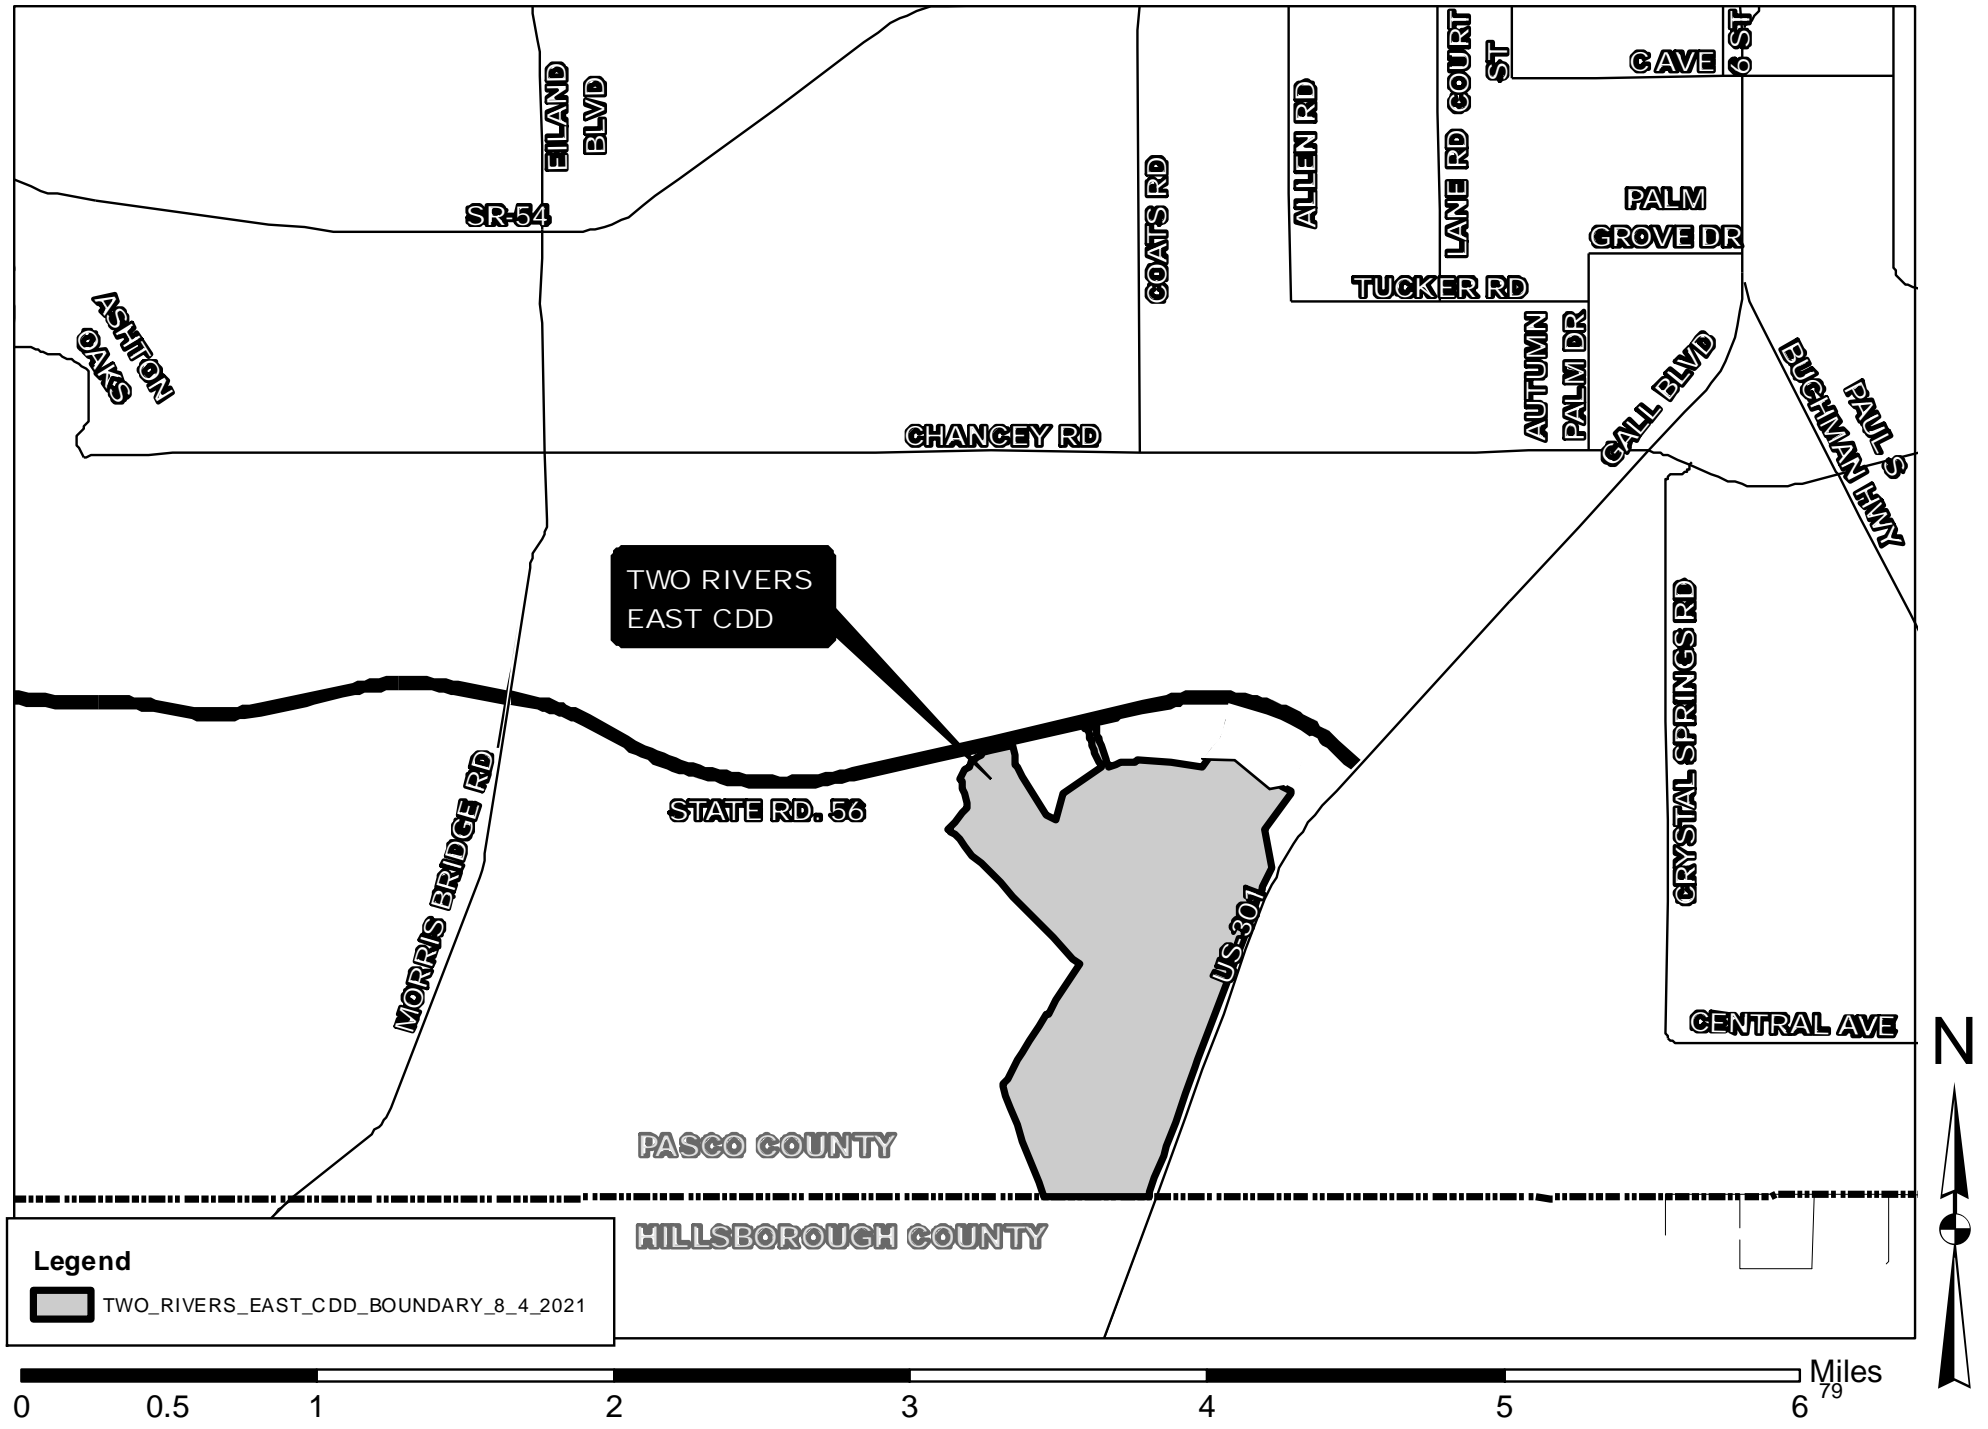 EILAND
BLVD
SR-54
COATS RD
ALLEN RD
LANE RD
COURT
ST
C AVE
6 ST
PALM
GROVE DR
TUCKER RD
AUTUMN
PALM DR
GALL BLVD
PAUL S
BUCHMAN HWY
ASHTON
OAKS
CHANCEY RD
TWO RIVERS
EAST CDD
STATE RD. 56
MORRIS BRIDGE RD
US-301
CRYSTAL SPRINGS RD
CENTRAL AVE
N
PASCO COUNTY
HILLSBOROUGH COUNTY
Legend
TWO_RIVERS_EAST_CDD_BOUNDARY_8_4_2021
Miles
0 0.5 1 2 3 4 5 6
79